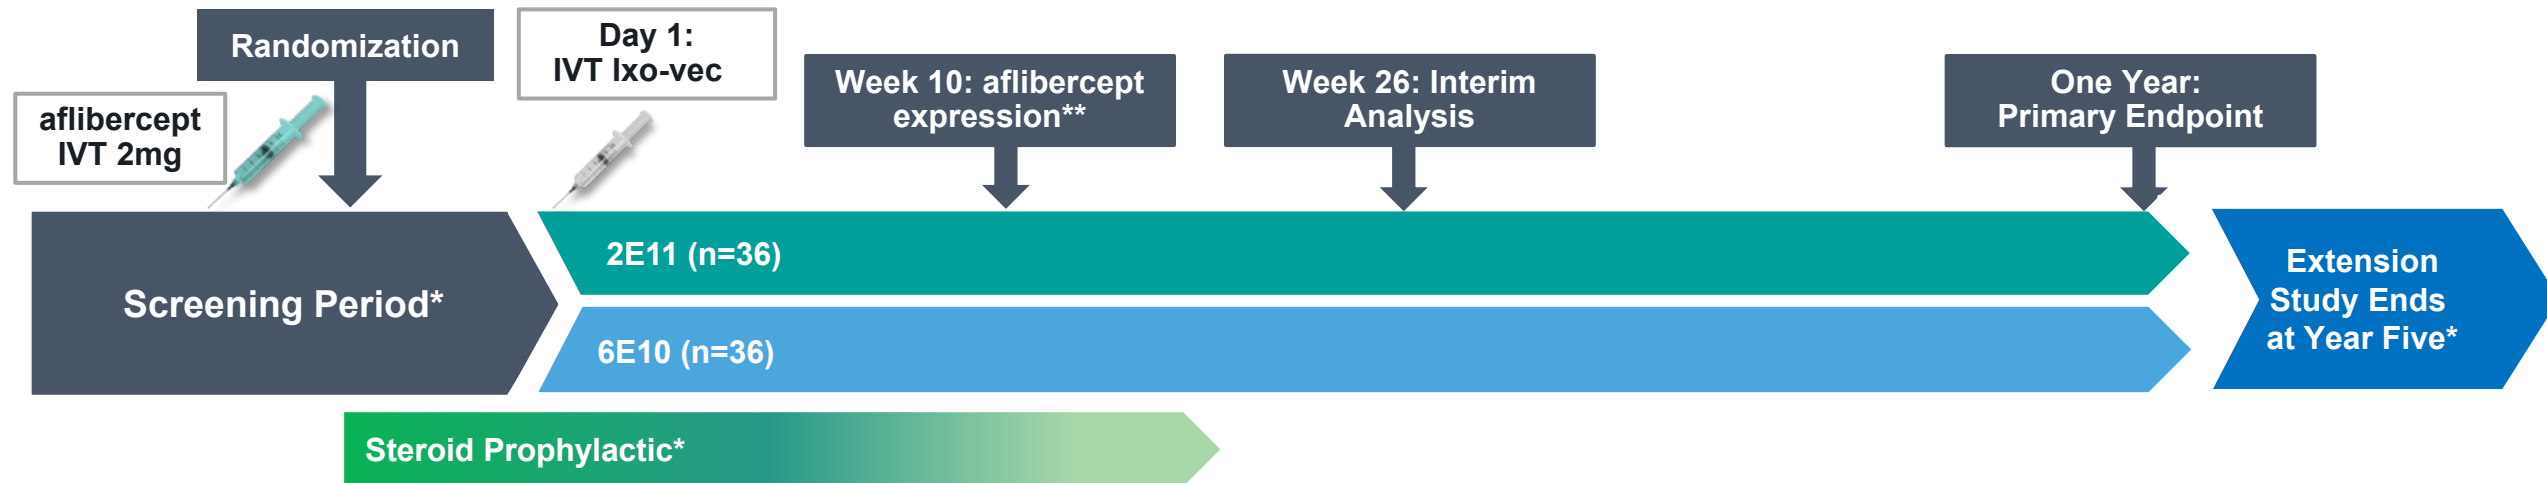 Randomization
Day 1:
IVT Ixo-vec
aflibercept
IVT 2mg
Week 10: aflibercept
expression**
Week 26: Interim
Analysis
One Year:
Primary Endpoint
Screening Period*
2E11 (n=36)
6E10 (n=36)
Extension
Study Ends
at Year Five*
Steroid Prophylactic*